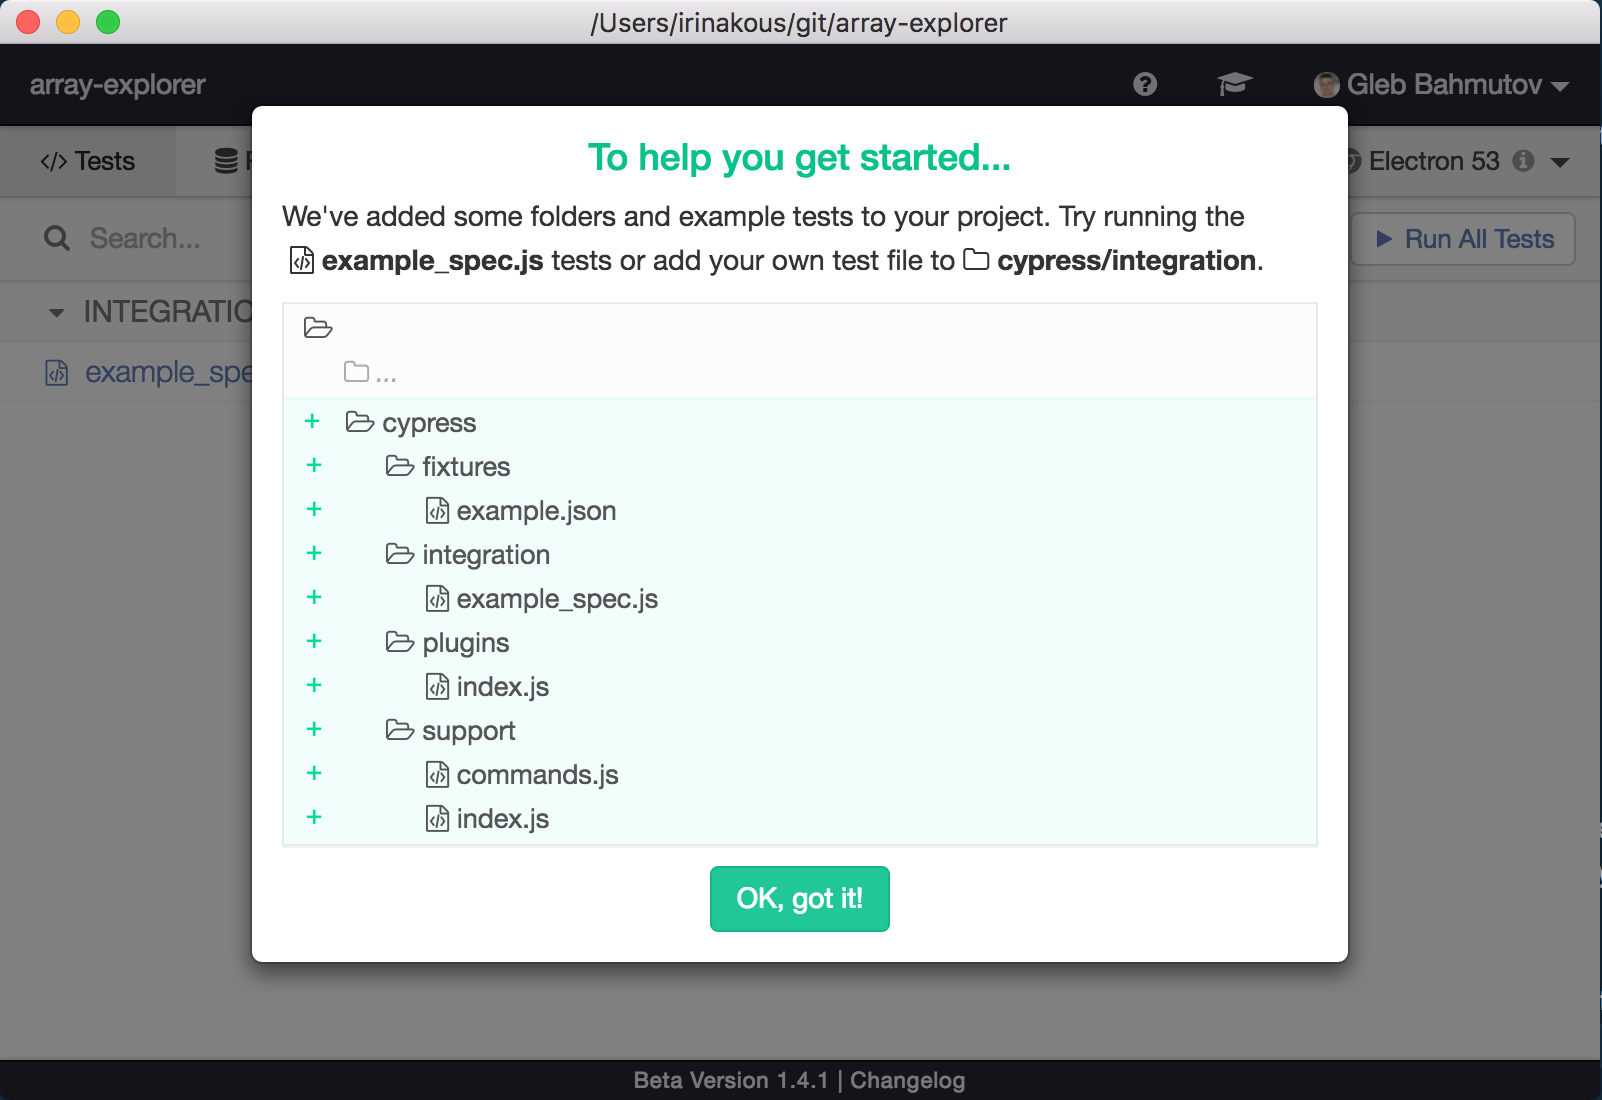 /Users/irinakous/git/array-explorer
array-explorer
Gleb Bahmutov
Tests
Electron 53
Search...
Run All Tests
INTEGRATIO
example_spe
To help you get started...
We've added some folders and example tests to your project. Try running the
example_spec.js tests or add your own test file to cypress/integration.
...
+ cypress
+ fixtures
+ example.json
+ integration
+ example_spec.js
+ plugins
+ index.js
+ support
+ commands.js
+ index.js
OK, got it!
Beta Version 1.4.1 | Changelog